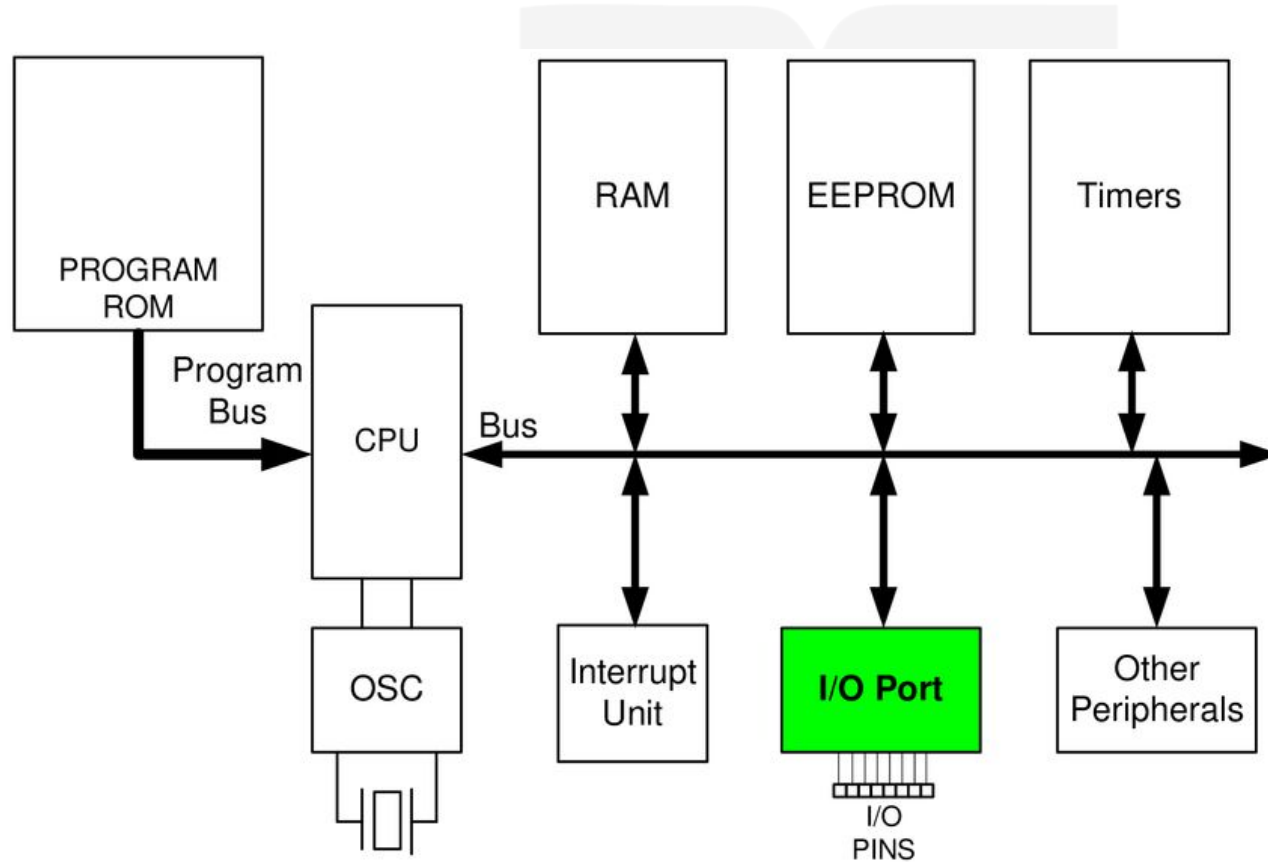 PROGRAM
ROM
RAM
EEPROM
Timers
Program
Bus
CPU
Bus
OSC
Interrupt
Unit
I/O Port
Other
Peripherals
I/O
PINS